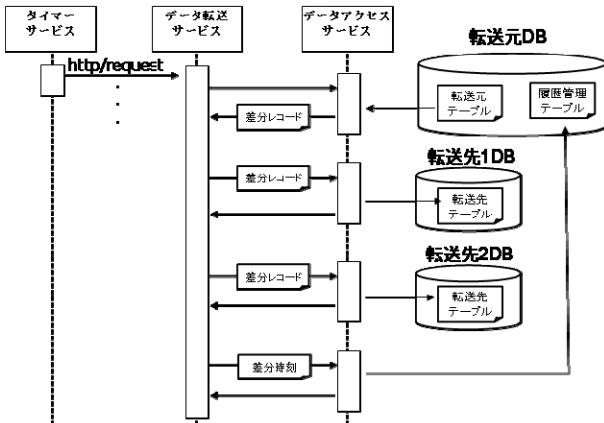 タイマー
サービス
データ転送
サービス
データアクセス
サービス
転送元DB
http/request
転送元
テーブル
履歴管理
テーブル
差分レコード
転送先1DB
差分レコード
転送先
テーブル
転送先2DB
差分レコード
転送先
テーブル
差分時刻